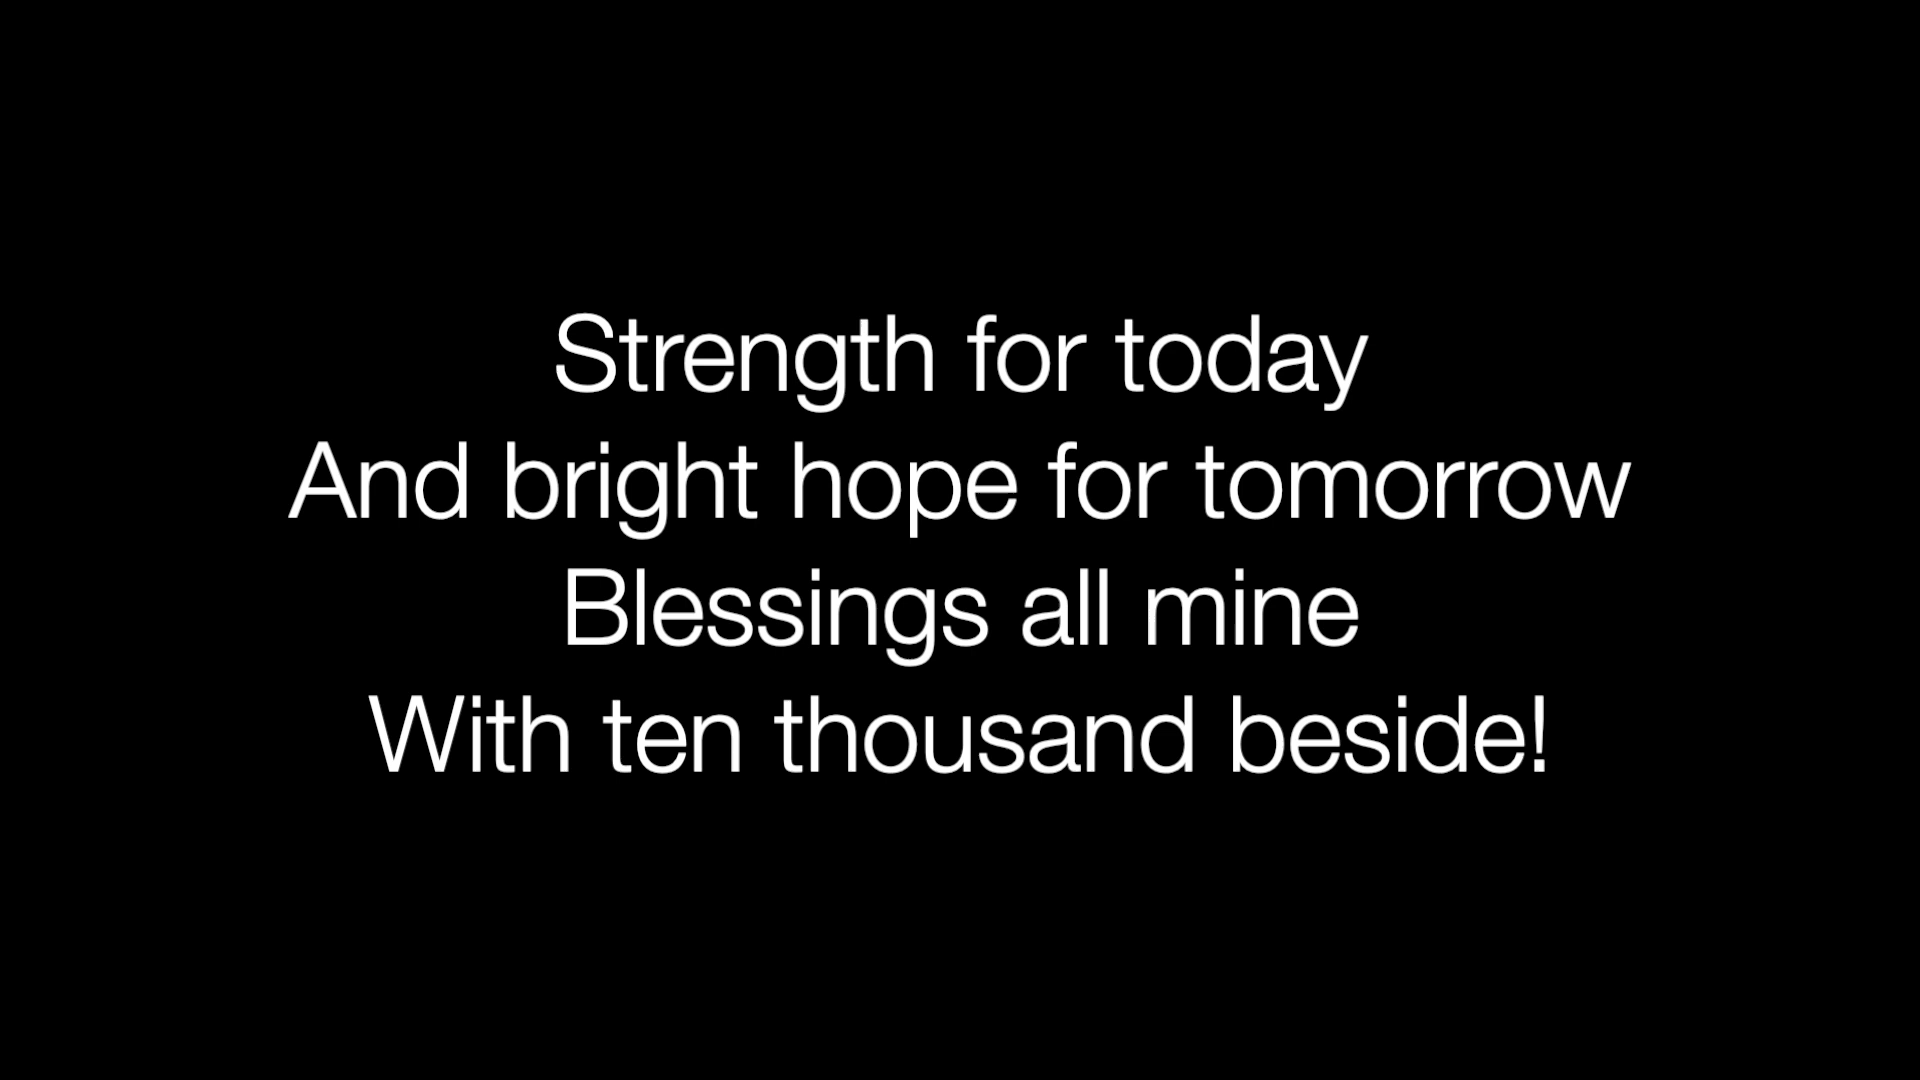 Strength for today
And bright hope for tomorrow
Blessings all mine
With ten thousand beside!